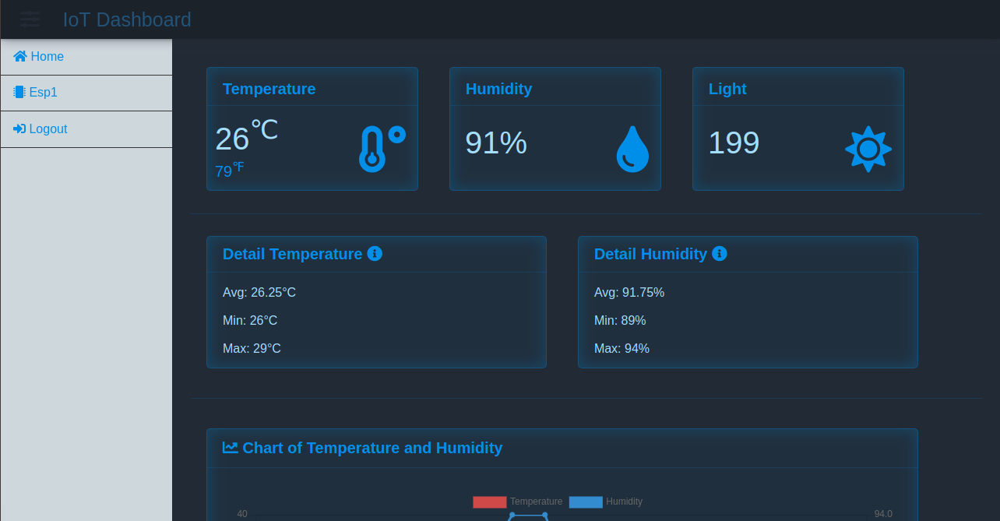 IoT Dashboard
Home
Esp1
Logout
Temperature
26°C
79°F
Humidity
91%
Light
199
Detail Temperature
Avg: 26.25°C
Min: 26°C
Max: 29°C
Detail Humidity
Avg: 91.75%
Min: 89%
Max: 94%
Chart of Temperature and Humidity
Temperature Humidity
40 94.0